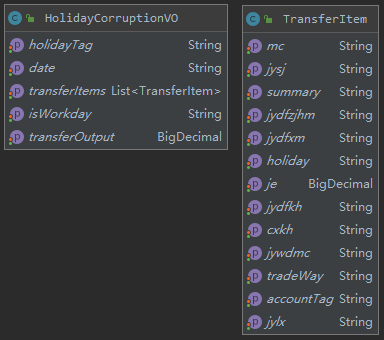 HolidayCorruptionVO
holidayTag String
date String
transferItems List<TransferItem>
isWorkday String
transferOutput BigDecimal
TransferItem
mc String
jysj String
summary String
jydfzjhm String
jydfxm String
holiday String
je BigDecimal
jydfkh String
cxkh String
jywdmc String
tradeWay String
accountTag String
jylx String